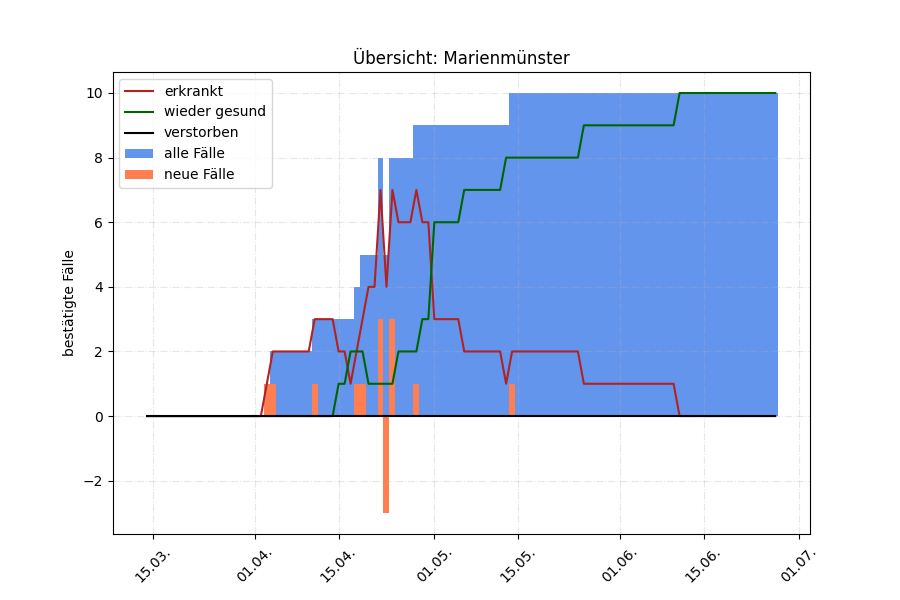 Übersicht: Marienmünster
erkrankt
wieder gesund
verstorben
alle Fälle
neue Fälle
bestätigte Fälle
10
8
6
4
2
0
−2
15.03.
01.04.
15.04.
01.05.
15.05.
01.06.
15.06.
01.07.